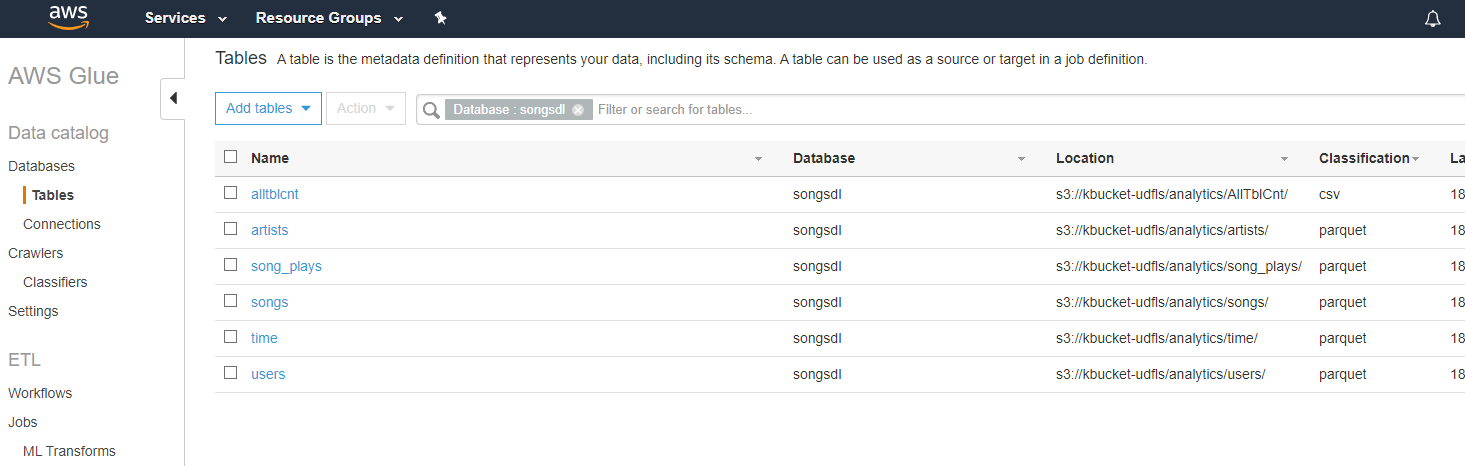 aws Services Resource Groups
AWS Glue
Data catalog
Databases
Tables
Connections
Crawlers
Classifiers
Settings
ETL
Workflows
Jobs
ML Transforms
Tables A table is the metadata definition that represents your data, including its schema. A table can be used as a source or target in a job definition.
Add tables Action Database : songsdl Filter or search for tables...
Name Database Location Classification La
alltblcnt songsdl s3://kbucket-udfls/analytics/AllTblCnt/ csv 18
artists songsdl s3://kbucket-udfls/analytics/artists/ parquet 18
song_plays songsdl s3://kbucket-udfls/analytics/song_plays/ parquet 18
songs songsdl s3://kbucket-udfls/analytics/songs/ parquet 18
time songsdl s3://kbucket-udfls/analytics/time/ parquet 18
users songsdl s3://kbucket-udfls/analytics/users/ parquet 18